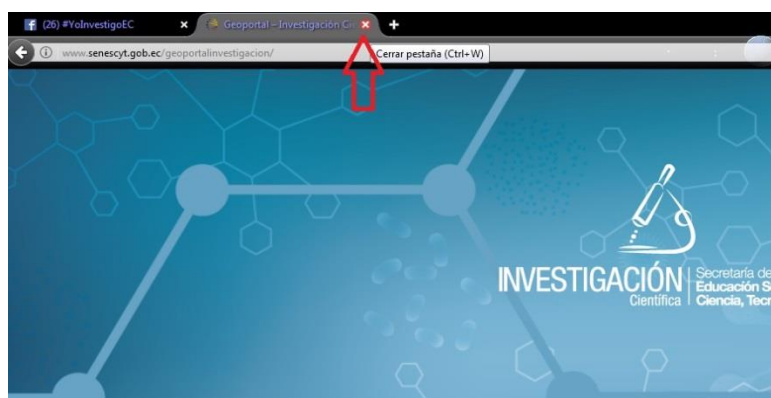 (26) #YoInvestigoEC
Geoportal – Investigación Ci
www.senescyt.gob.ec/geoportalinvestigacion/
Cerrar pestaña (Ctrl+W)
INVESTIGACIÓN
Científica
Secretaría de
Educación S
Ciencia, Tecn